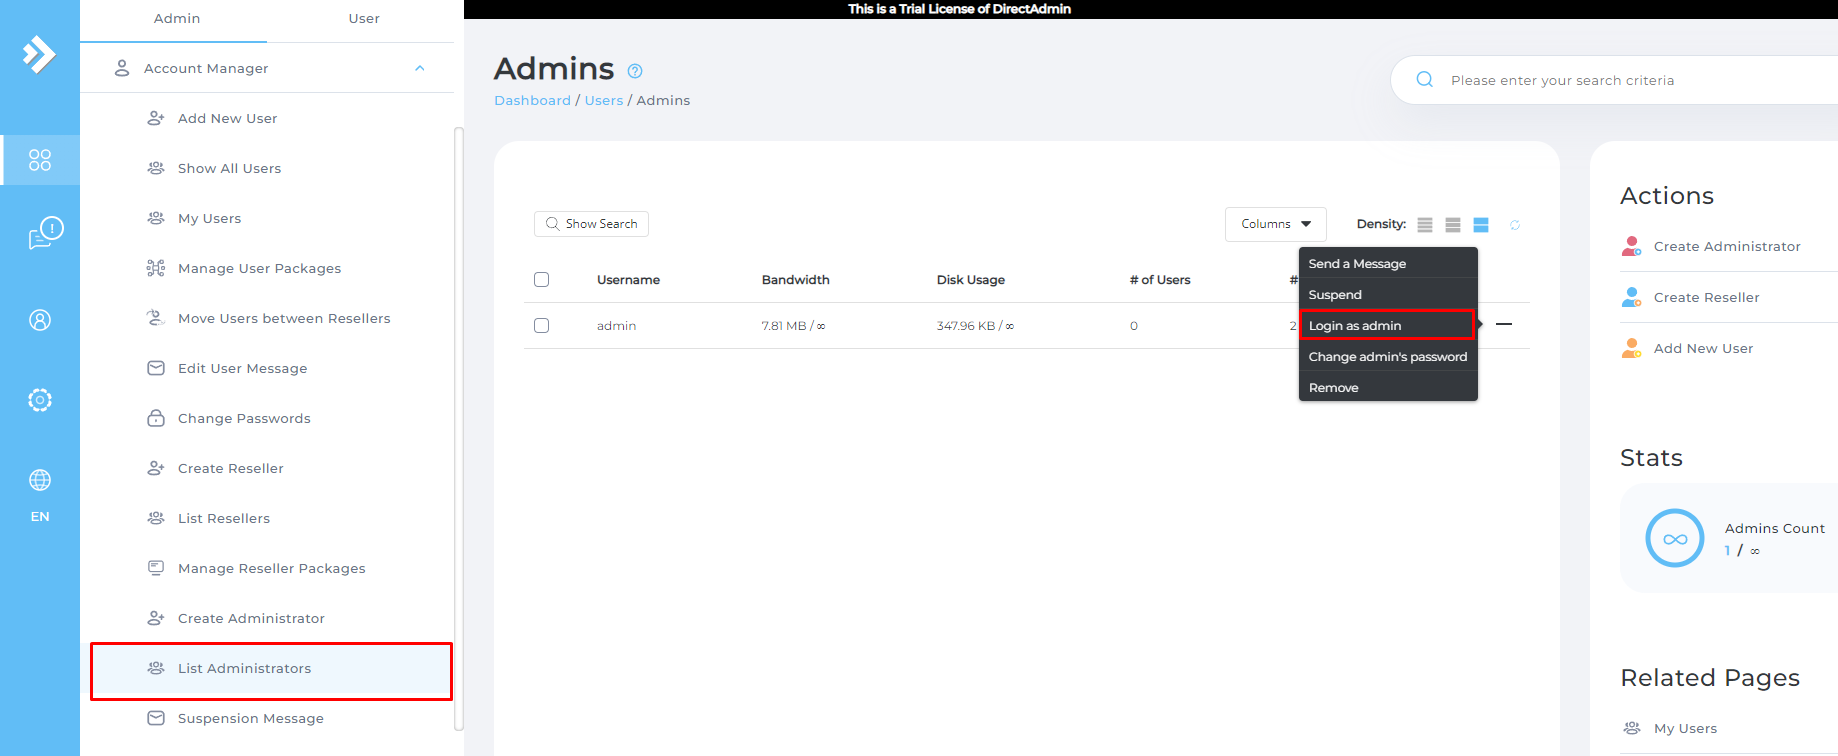 This is a Trial License of DirectAdmin
Admin
User
Account Manager
Add New User
Show All Users
My Users
Manage User Packages
Move Users between Resellers
Edit User Message
Change Passwords
Create Reseller
List Resellers
Manage Reseller Packages
Create Administrator
List Administrators
Suspension Message
EN
Admins
Dashboard / Users / Admins
Please enter your search criteria
Show Search
Columns
Density:
Username Bandwidth Disk Usage # of Users #
admin 7.81 MB / ∞ 347.96 KB / ∞ 0 2
Send a Message
Suspend
Login as admin
Change admin's password
Remove
Actions
Create Administrator
Create Reseller
Add New User
Stats
Admins Count
1 / ∞
Related Pages
My Users